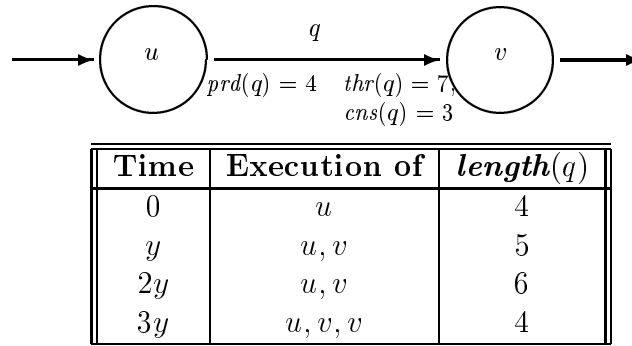 q
u
v
prd(q) = 4 thr(q) = 7,
cns(q) = 3
Time Execution of length(q)
0 u 4
y u, v 5
2y u, v 6
3y u, v, v 4